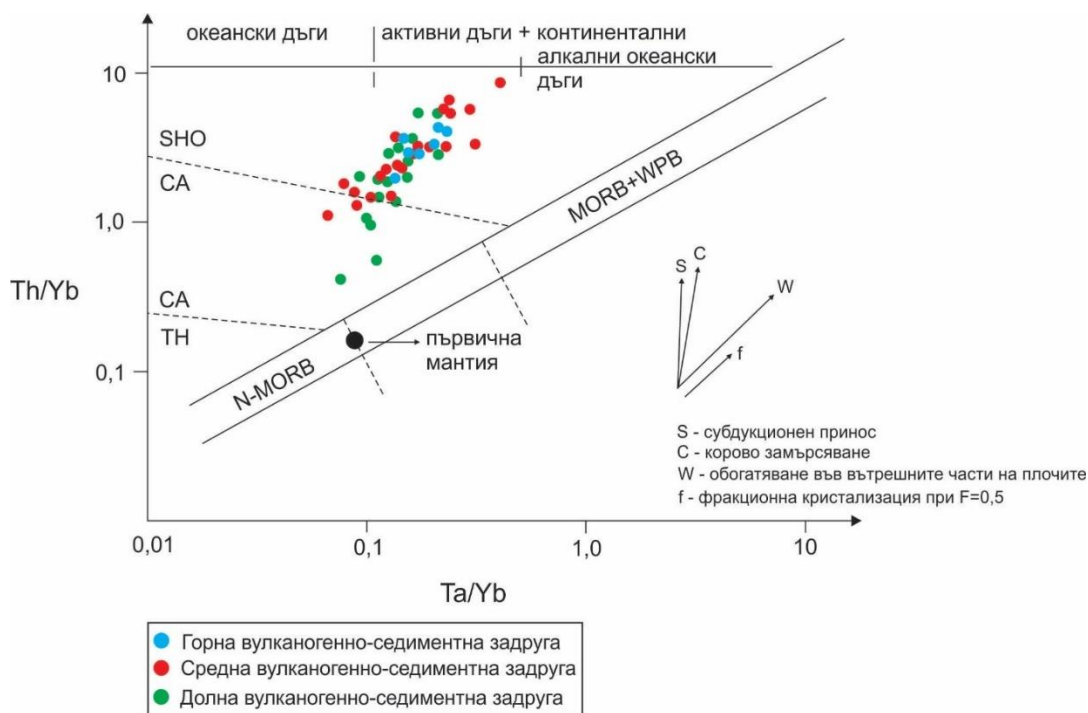 океански дъги
активни дъги + континентални
алкални океански
дъги
10
SHO
CA
1,0
Th/Yb
CA
TH
0,1
MORB+WPB
N-MORB
първична
мантия
S
C
W
f
S - субдукционен принос
C - корово замърсяване
W - обогатяване във вътрешните части на плочите
f - фракционна кристализация при F=0,5
0,01
0,1
1,0
10
Ta/Yb
Горна вулканогенно-седиментна задруга
Средна вулканогенно-седиментна задруга
Долна вулканогенно-седиментна задруга